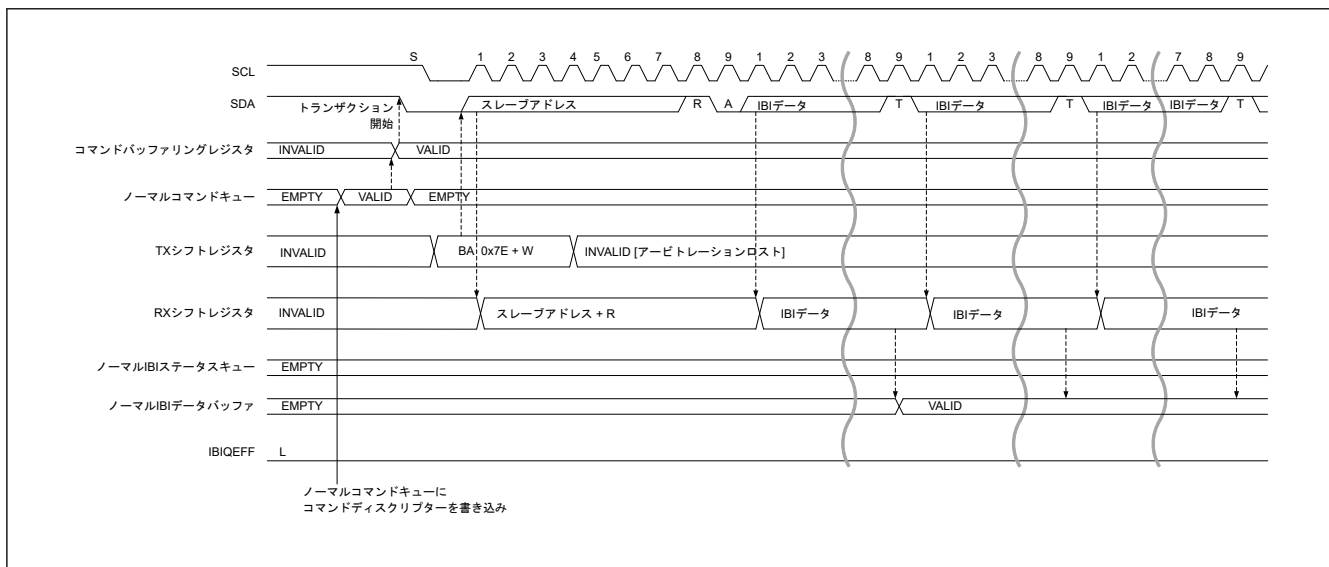 S 1 2 3 4 5 6 7 8 9 1 2 3 8 9 1 2 3 8 9 1 2 7 8 9
SCL
SDA トランザクション開始 スレーブアドレス R A IBIデータ T IBIデータ T IBIデータ IBIデータ T
コマンドバッファリングレジスタ INVALID VALID
ノーマルコマンドキュー EMPTY VALID EMPTY
TXシフトレジスタ INVALID BA 0x7E + W INVALID [アービトレーションロスト]
RXシフトレジスタ INVALID スレーブアドレス + R IBIデータ IBIデータ IBIデータ
ノーマルIBIステータスキュー EMPTY
ノーマルIBIデータバッファ EMPTY VALID
IBIQEFF L
ノーマルコマンドキューに
コマンドディスクリプターを書き込み